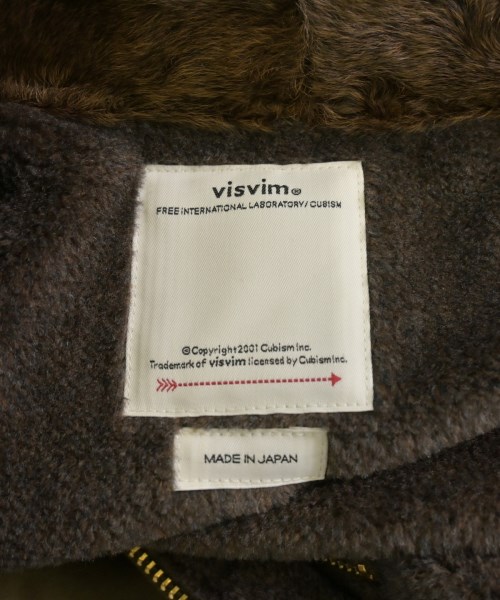 visvim®
FREE INTERNATIONAL LABORATORY/CUBISM
©Copyright 2001 Cubism Inc.
Trademark of visvim licensed by Cubism Inc.
MADE IN JAPAN